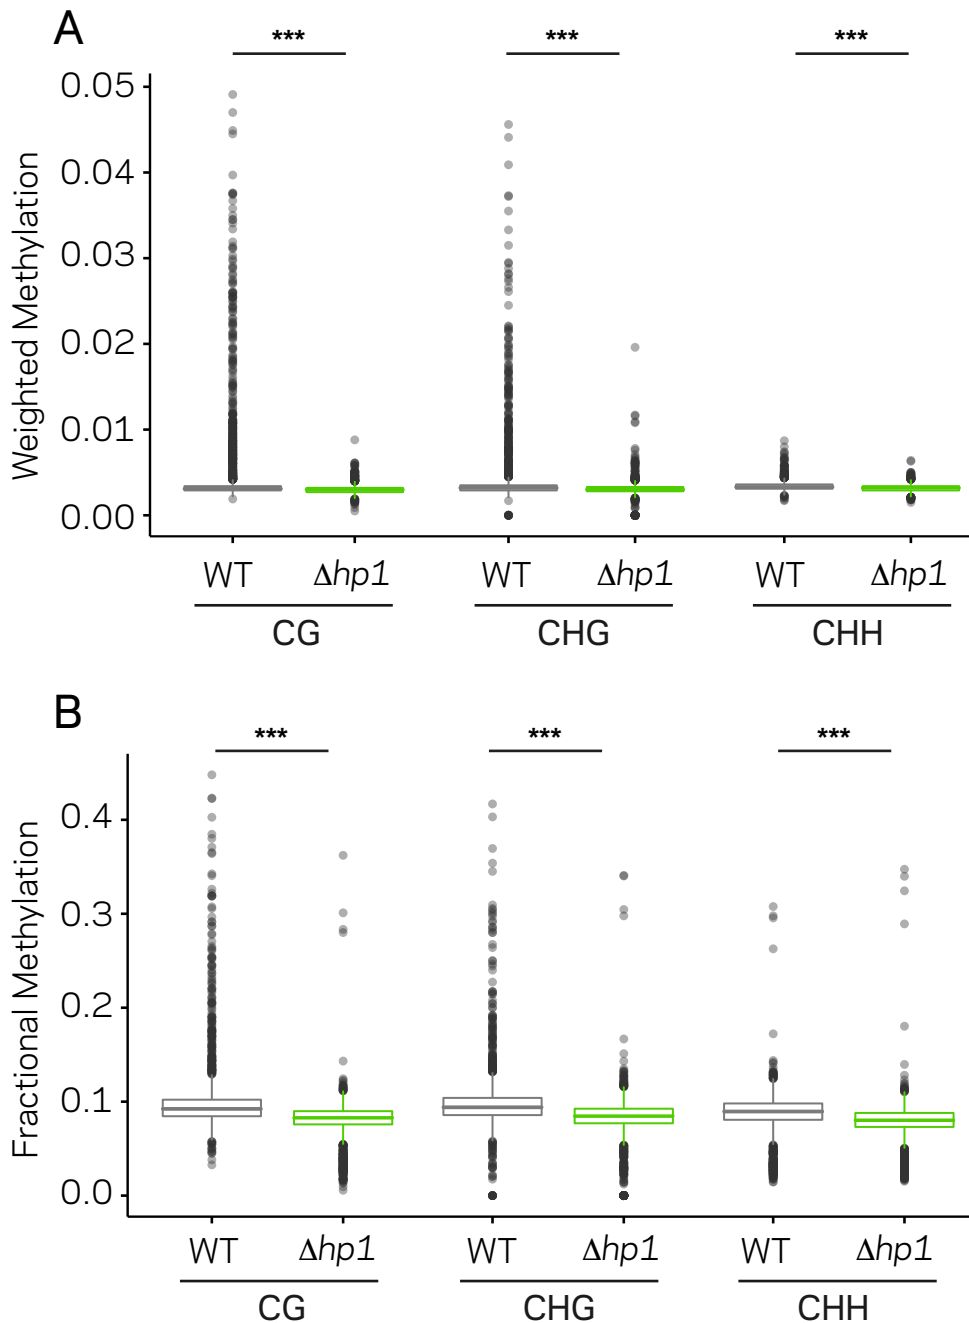 A
*** *** ***
Weighted Methylation
0.05
0.04
0.03
0.02
0.01
0.00
WT Δhp1 WT Δhp1 WT Δhp1
CG CHG CHH
B
*** *** ***
Fractional Methylation
0.4
0.3
0.2
0.1
0.0
WT Δhp1 WT Δhp1 WT Δhp1
CG CHG CHH